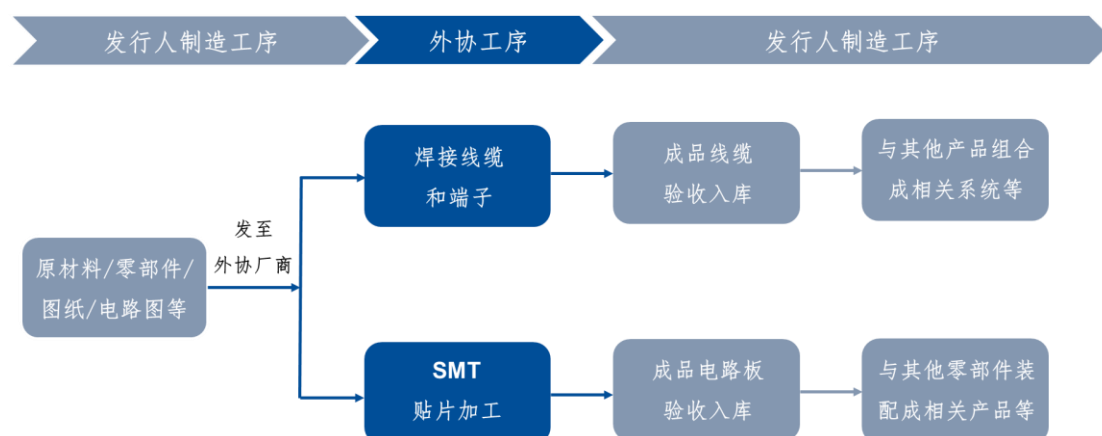 发行人制造工序
外协工序
发行人制造工序
焊接线缆
和端子
成品线缆
验收入库
与其他产品组合
成相关系统等
发至
外协厂商
原材料/零部件/
图纸/电路图等
SMT
贴片加工
成品电路板
验收入库
与其他零部件装
配成相关产品等